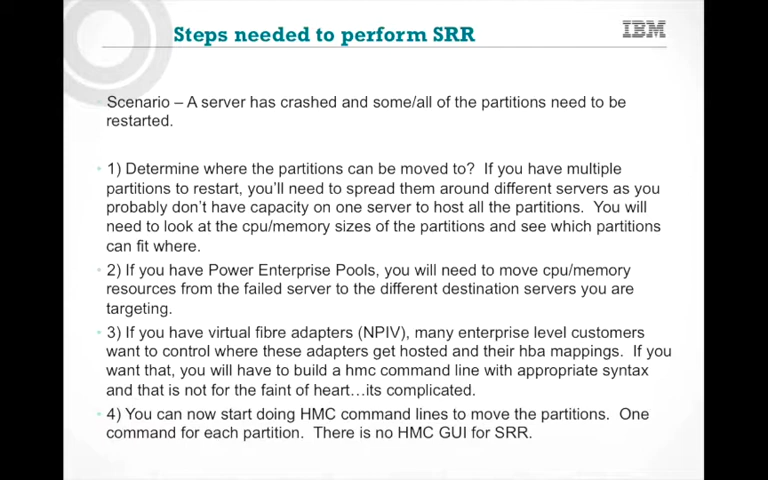 Steps needed to perform SRR
IBM
Scenario – A server has crashed and some/all of the partitions need to be
restarted.
1) Determine where the partitions can be moved to? If you have multiple
partitions to restart, you'll need to spread them around different servers as you
probably don't have capacity on one server to host all the partitions. You will
need to look at the cpu/memory sizes of the partitions and see which partitions
can fit where.
2) If you have Power Enterprise Pools, you will need to move cpu/memory
resources from the failed server to the different destination servers you are
targeting.
3) If you have virtual fibre adapters (NPIV), many enterprise level customers
want to control where these adapters get hosted and their hba mappings. If you
want that, you will have to build a hmc command line with appropriate syntax
and that is not for the faint of heart…its complicated.
4) You can now start doing HMC command lines to move the partitions. One
command for each partition. There is no HMC GUI for SRR.